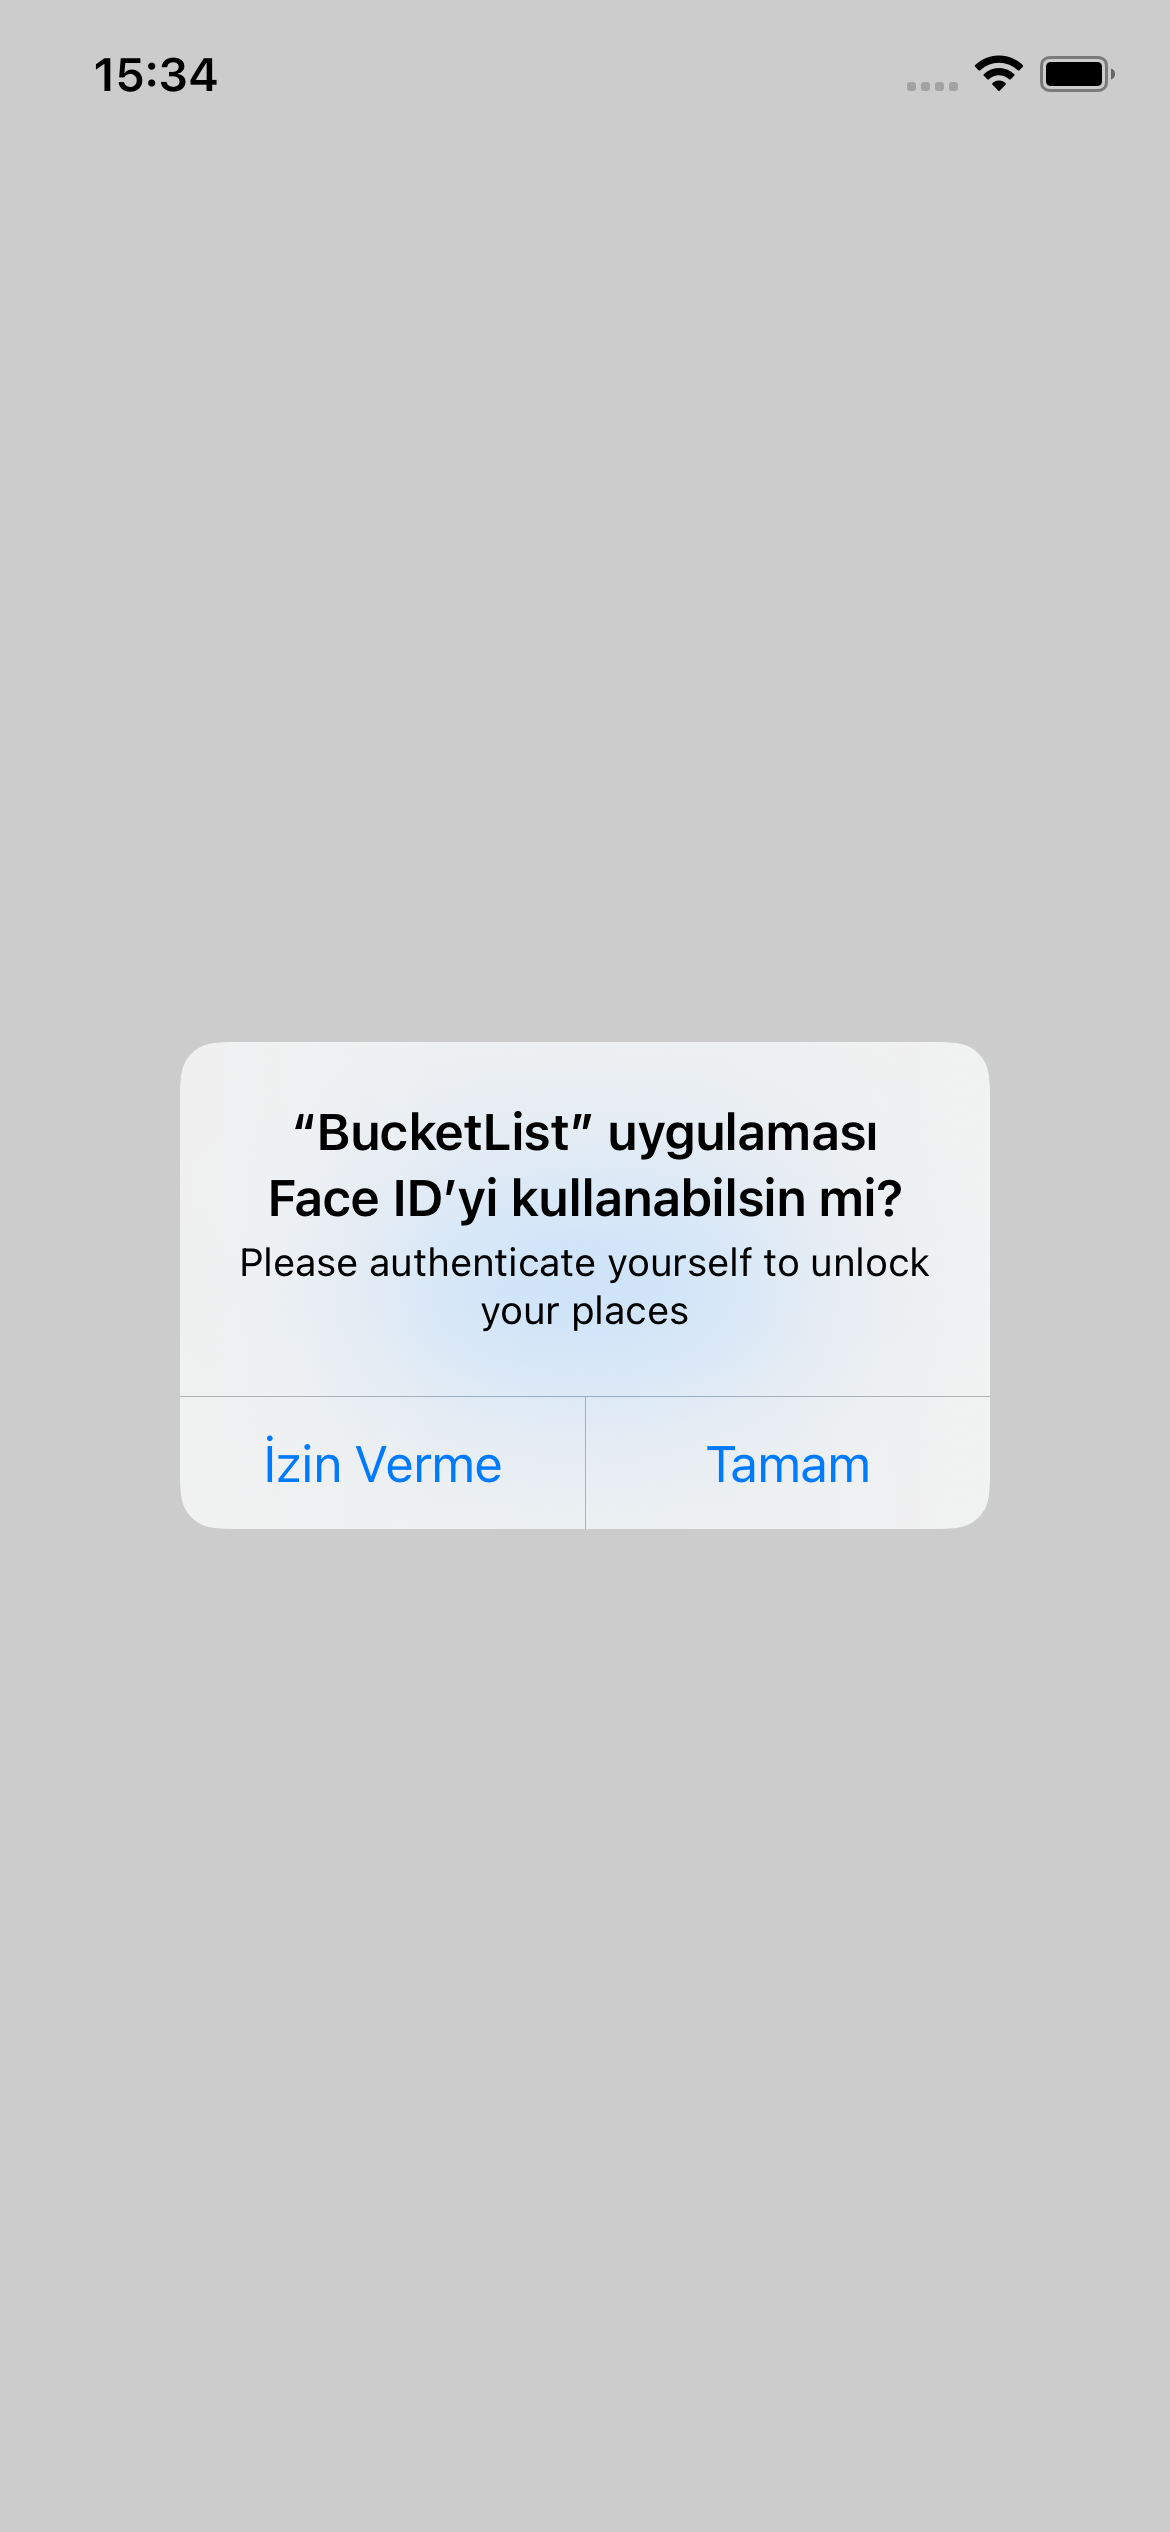 15:34
“BucketList” uygulaması
Face ID’yi kullanabilsin mi?
Please authenticate yourself to unlock
your places
İzin Verme
Tamam